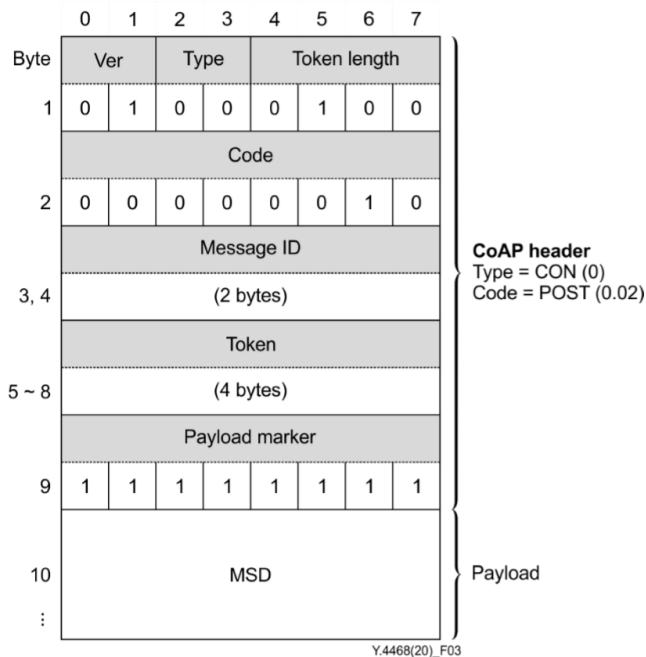 0 1 2 3 4 5 6 7
Byte Ver Type Token length
1 0 1 0 0 0 1 0 0
Code
2 0 0 0 0 0 0 1 0
Message ID
3, 4 (2 bytes)
Token
5 ~ 8 (4 bytes)
Payload marker
9 1 1 1 1 1 1 1 1
10 MSD
⋮
CoAP header
Type = CON (0)
Code = POST (0.02)
Payload
Y.4468(20)_F03